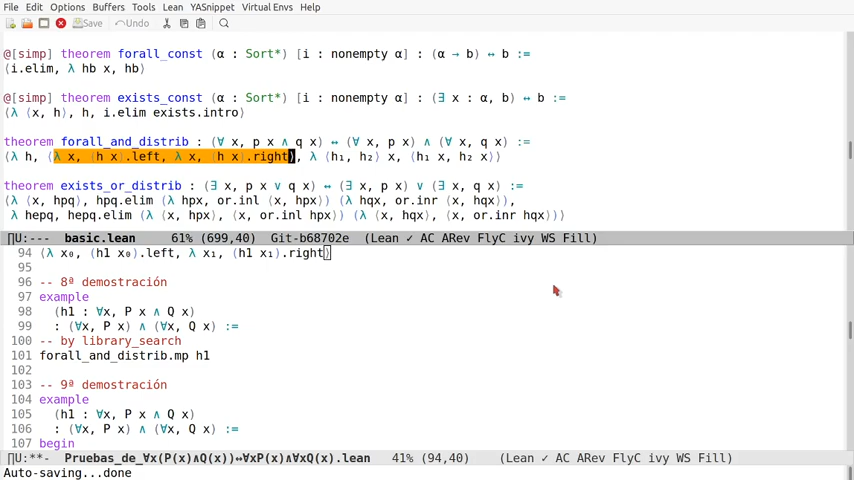 File Edit Options Buffers Tools Lean YASnippet Virtual Envs Help
Save Undo
@[simp] theorem forall_const (α : Sort*) [i : nonempty α] : (α → b) ↔ b :=
⟨i.elim, λ hb x, hb⟩
@[simp] theorem exists_const (α : Sort*) [i : nonempty α] : (∃ x : α, b) ↔ b :=
⟨λ ⟨x, h⟩, h, i.elim exists.intro⟩
theorem forall_and_distrib : (∀ x, p x ∧ q x) ↔ (∀ x, p x) ∧ (∀ x, q x) :=
⟨λ h, ⟨λ x, (h x).left, λ x, (h x).right⟩, λ ⟨h₁, h₂⟩ x, ⟨h₁ x, h₂ x⟩⟩
theorem exists_or_distrib : (∃ x, p x ∨ q x) ↔ (∃ x, p x) ∨ (∃ x, q x) :=
⟨λ ⟨x, hpq⟩, hpq.elim (λ hpx, or.inl ⟨x, hpx⟩) (λ hqx, or.inr ⟨x, hqx⟩),
λ hepq, hepq.elim (λ ⟨x, hpx⟩, ⟨x, or.inl hpx⟩) (λ ⟨x, hqx⟩, ⟨x, or.inr hqx⟩)⟩
∏U:--- basic.lean 61% (699,40) Git-b68702e (Lean ✓ AC ARev FlyC ivy WS Fill)
94 ⟨λ x₀, (h1 x₀).left, λ x₁, (h1 x₁).right⟩
95
96 -- 8ª demostración
97 example
98 (h1 : ∀x, P x ∧ Q x)
99 : (∀x, P x) ∧ (∀x, Q x) :=
100 -- by library_search
101 forall_and_distrib.mp h1
102
103 -- 9ª demostración
104 example
105 (h1 : ∀x, P x ∧ Q x)
106 : (∀x, P x) ∧ (∀x, Q x) :=
107 begin
∏U:**- Pruebas_de_∀x(P(x)∧Q(x))↔∀xP(x)∧∀xQ(x).lean 41% (94,40) (Lean ✓ AC ARev FlyC ivy WS Fill)
Auto-saving...done